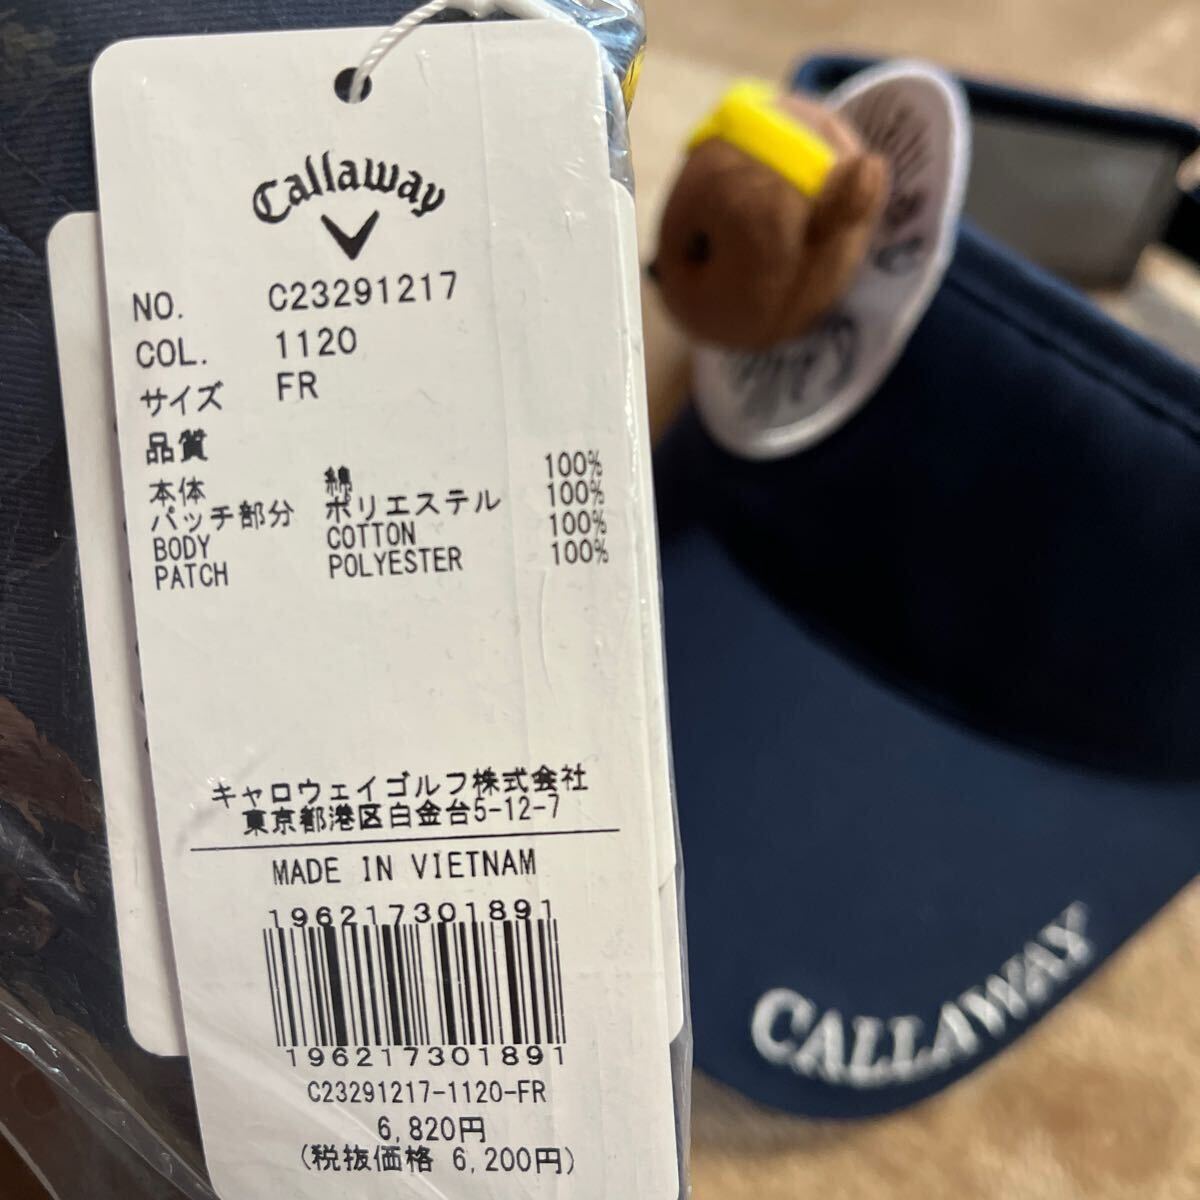 Callaway
NO. C23291217
COL. 1120
サイズ FR
品質
本体 綿 100%
パッチ部分 ポリエステル 100%
BODY COTTON 100%
PATCH POLYESTER 100%
キャロウェイゴルフ株式会社
東京都港区白金台5-12-7
MADE IN VIETNAM
196217301891
196217301891
C23291217-1120-FR
6,820円
(税抜価格 6,200円)
CALLAWAY